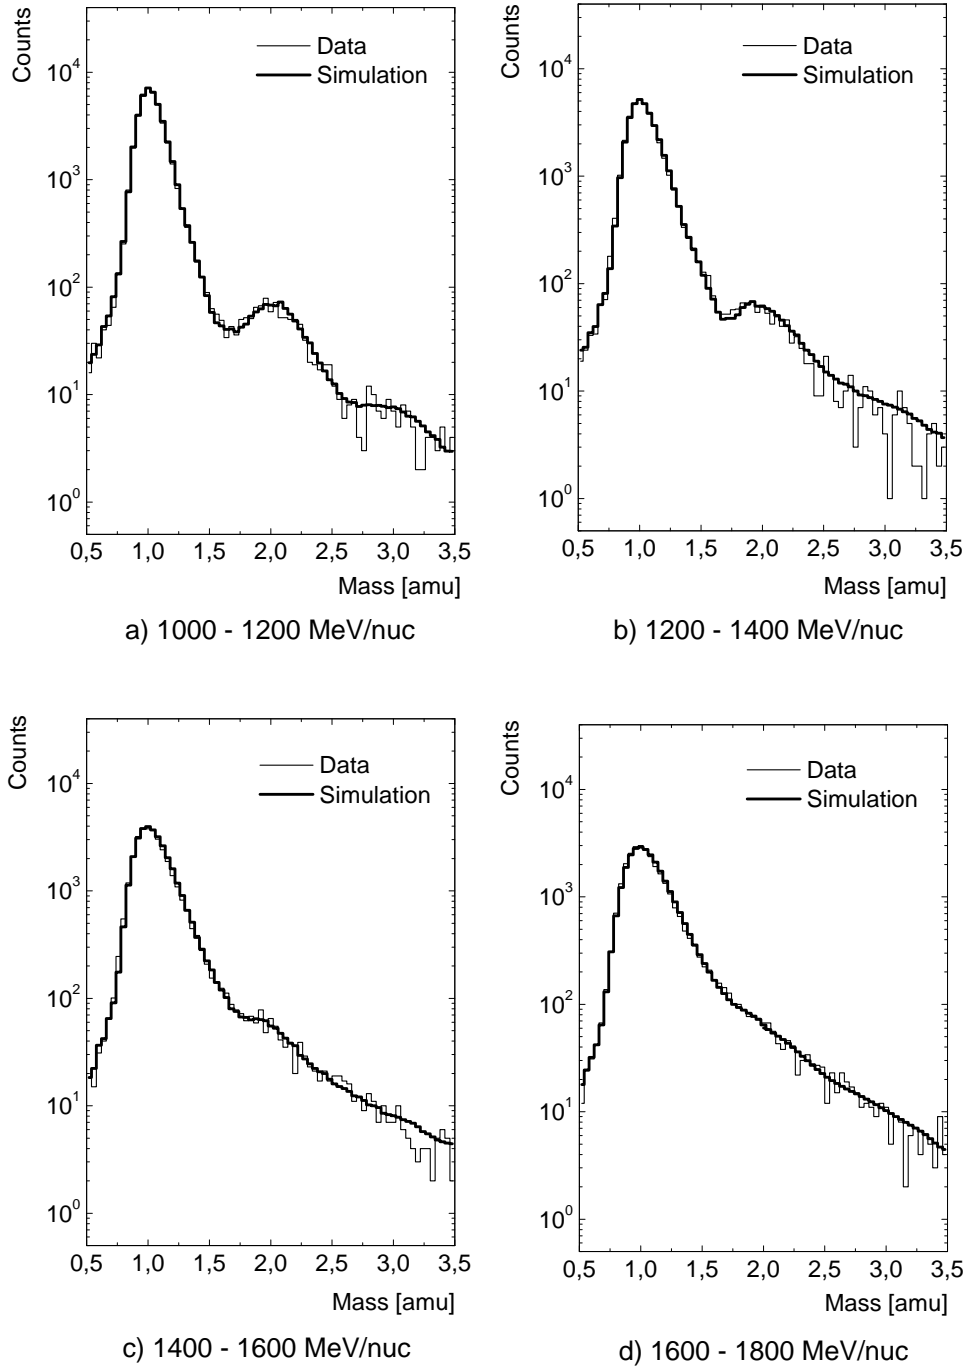 Counts
Data
Simulation
10^4
10^3
10^2
10^1
10^0
0,5 1,0 1,5 2,0 2,5 3,0 3,5
Mass [amu]
a) 1000 - 1200 MeV/nuc
Counts
Data
Simulation
10^4
10^3
10^2
10^1
10^0
0,5 1,0 1,5 2,0 2,5 3,0 3,5
Mass [amu]
b) 1200 - 1400 MeV/nuc
Counts
Data
Simulation
10^4
10^3
10^2
10^1
10^0
0,5 1,0 1,5 2,0 2,5 3,0 3,5
Mass [amu]
c) 1400 - 1600 MeV/nuc
Counts
Data
Simulation
10^4
10^3
10^2
10^1
10^0
0,5 1,0 1,5 2,0 2,5 3,0 3,5
Mass [amu]
d) 1600 - 1800 MeV/nuc